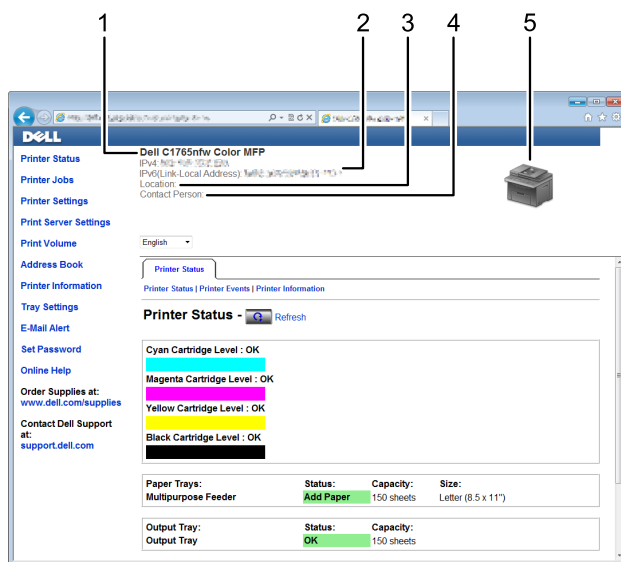 1 2 3 4 5
DELL
Dell C1765nfw Color MFP
IPv4:
IPv6(Link-Local Address):
Location:
Contact Person:
Printer Status
Printer Jobs
Printer Settings
Print Server Settings
Print Volume
Address Book
Printer Information
Tray Settings
E-Mail Alert
Set Password
Online Help
Order Supplies at:
www.dell.com/supplies
Contact Dell Support
at:
support.dell.com
English
Printer Status
Printer Status | Printer Events | Printer Information
Printer Status - Refresh
Cyan Cartridge Level : OK
Magenta Cartridge Level : OK
Yellow Cartridge Level : OK
Black Cartridge Level : OK
Paper Trays: Status: Capacity: Size:
Multipurpose Feeder Add Paper 150 sheets Letter (8.5 x 11")
Output Tray: Status: Capacity:
Output Tray OK 150 sheets